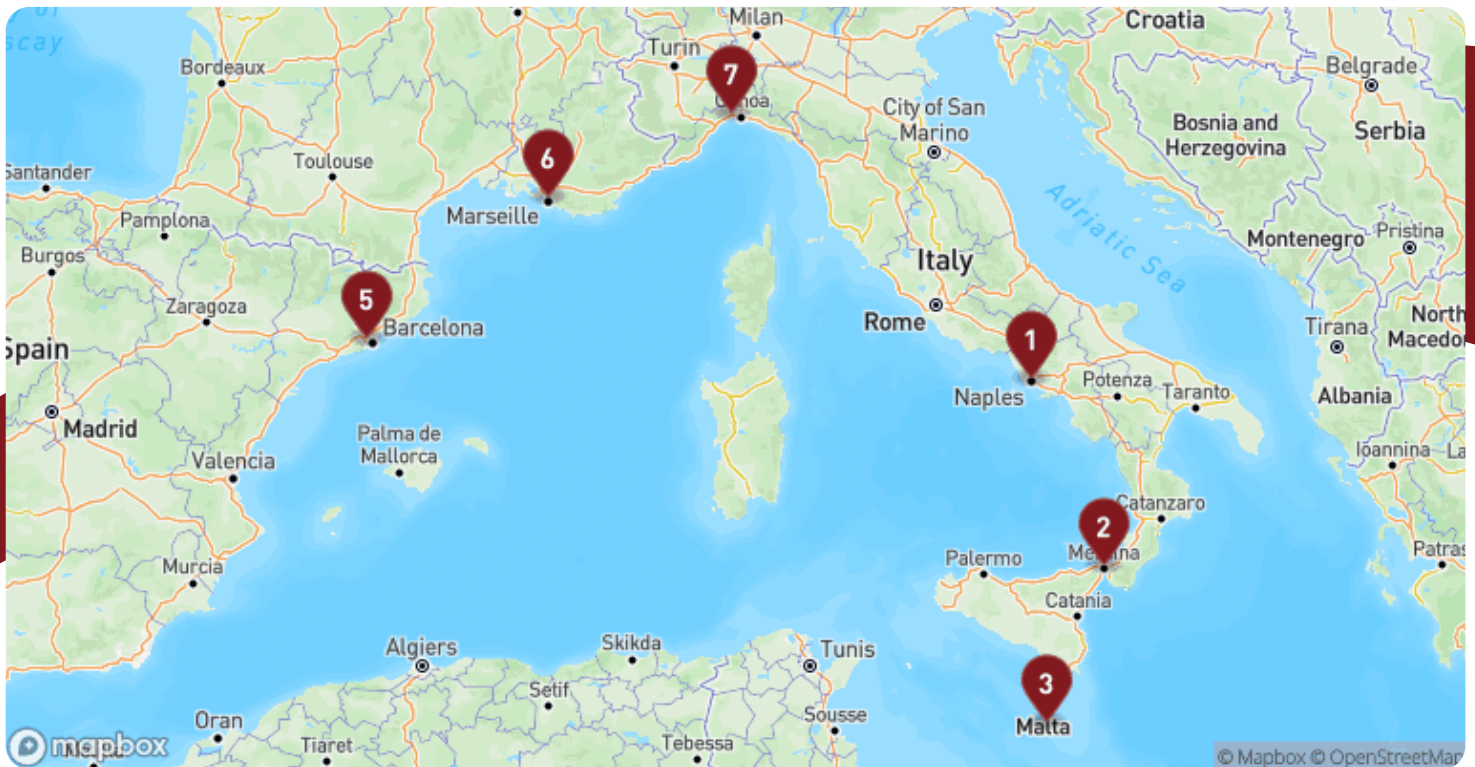 scay
Milan
Croatia
Turin
7
Bordeaux
Belgrade
City of San
Marino
Bosnia and
Herzegovina
Serbia
6
Toulouse
Santander
Marseille
Pamplona
Adriatic Sea
Montenegro
Pristina
Burgos
Italy
5
Zaragoza
Barcelona
Rome
1
Tirana
North
Macedo
Spain
Naples
Potenza
Taranto
Albania
Madrid
Palma de
Mallorca
Valencia
Ioannina
La
2
Catanzaro
Palermo
Patras
Murcia
Catania
Algiers
Skikda
Tunis
3
Setif
Malta
Oran
Sousse
Tiaret
Tebessa
mapbox
© Mapbox © OpenStreetMap